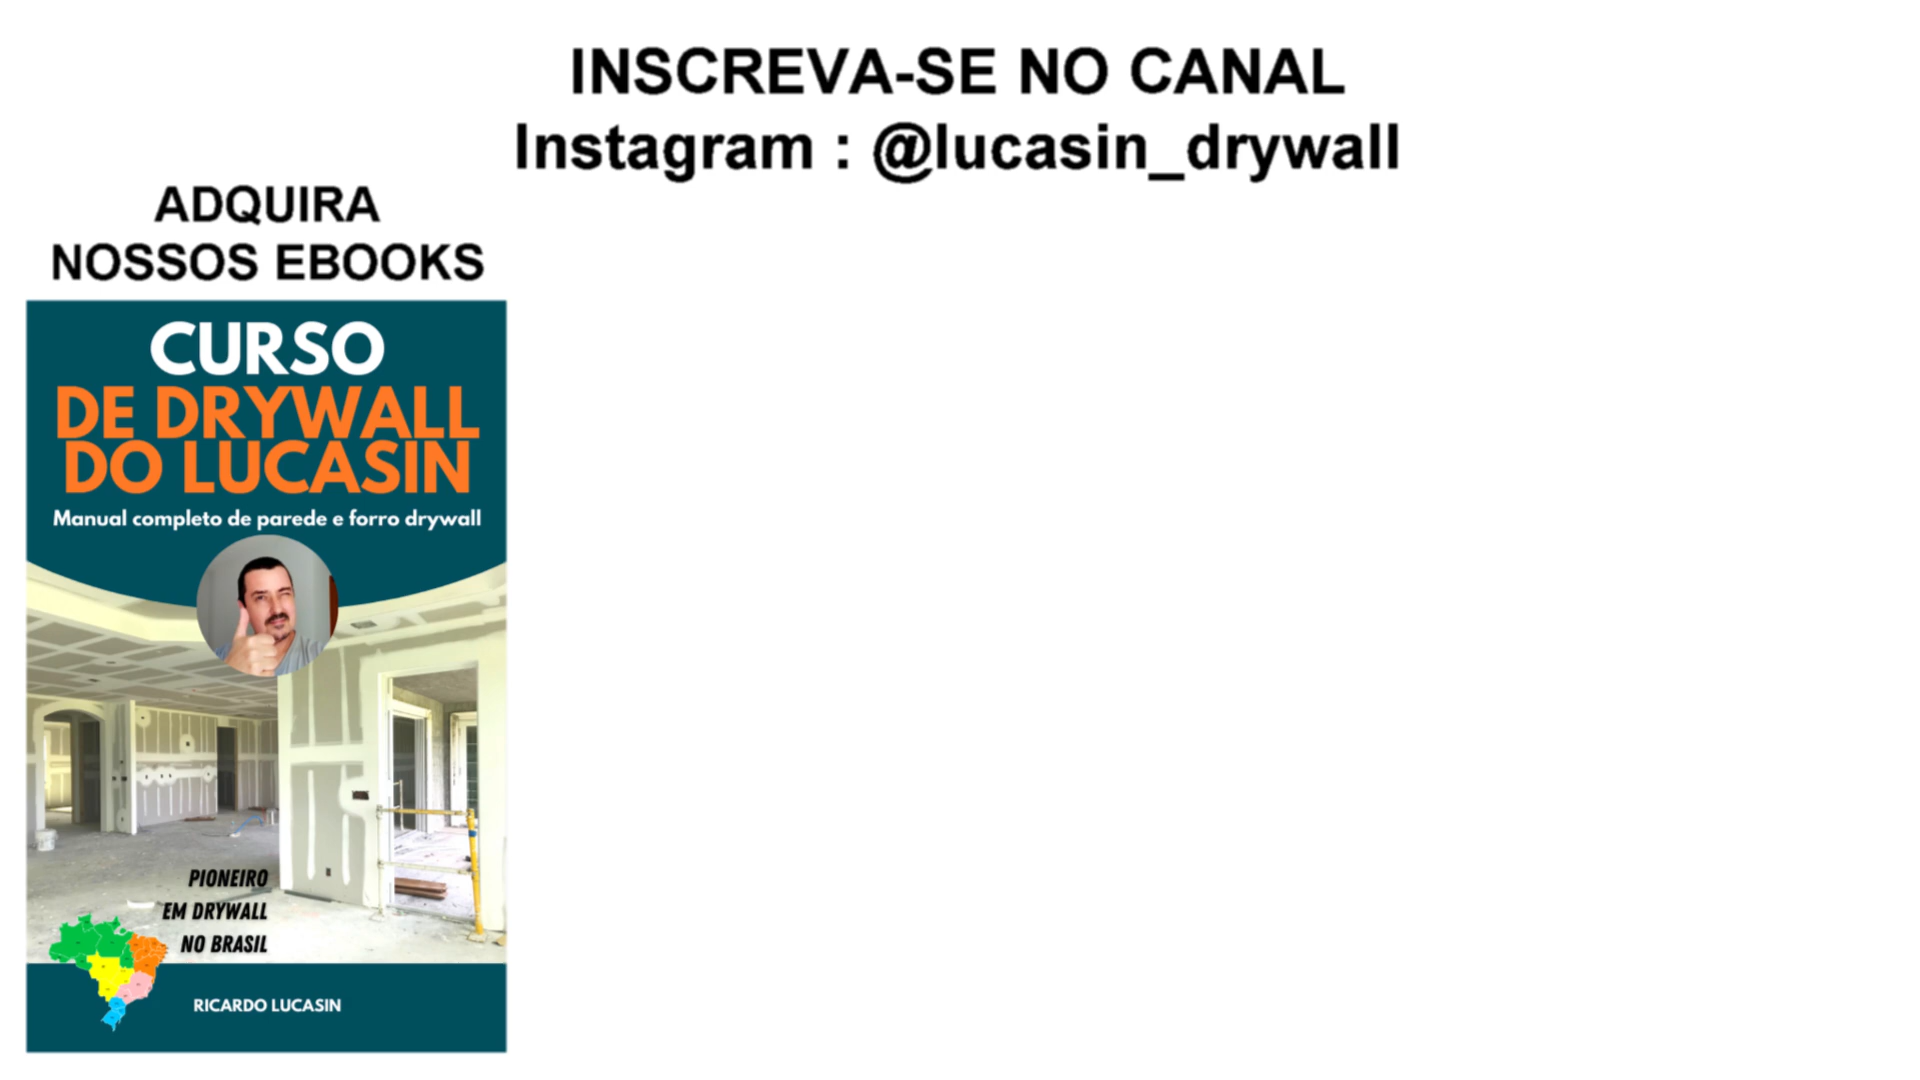 INSCREVA-SE NO CANAL
Instagram : @lucasin_drywall
ADQUIRA
NOSSOS EBOOKS
CURSO
DE DRYWALL
DO LUCASIN
Manual completo de parede e forro drywall
PIONEIRO
EM DRYWALL
NO BRASIL
RICARDO LUCASIN